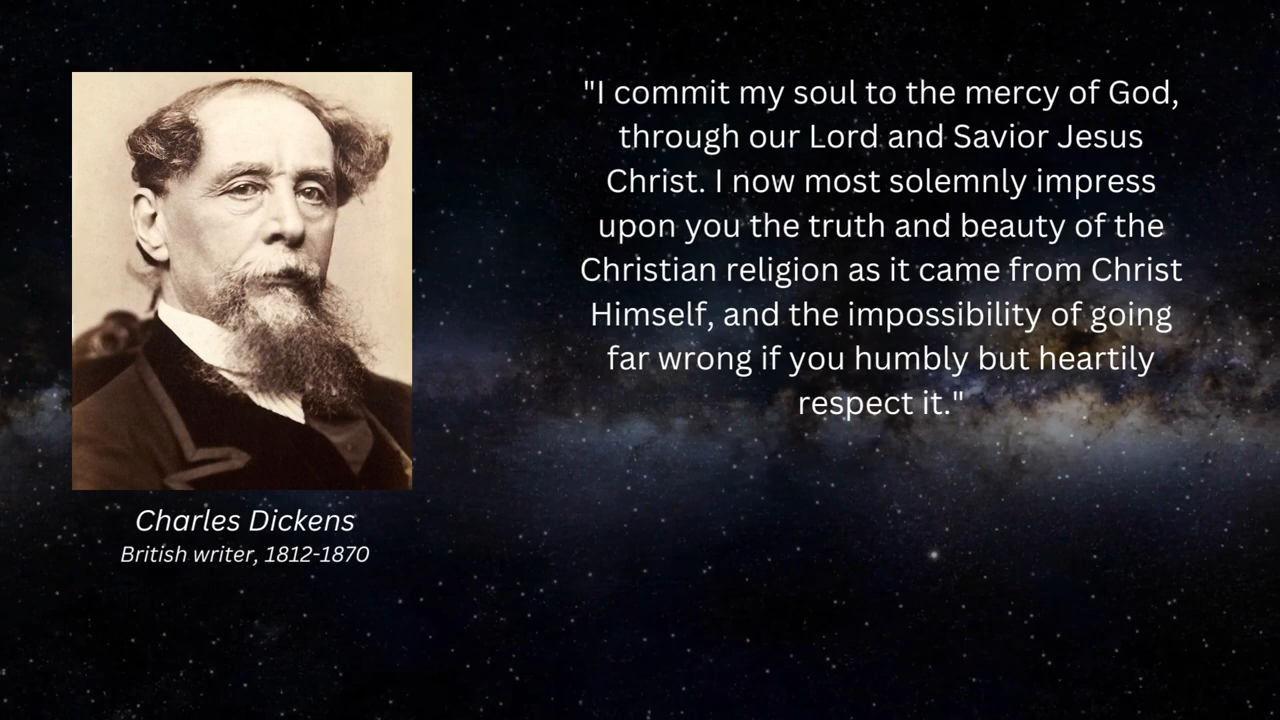 "I commit my soul to the mercy of God,
through our Lord and Savior Jesus
Christ. I now most solemnly impress
upon you the truth and beauty of the
Christian religion as it came from Christ
Himself, and the impossibility of going
far wrong if you humbly but heartily
respect it."
Charles Dickens
British writer, 1812-1870